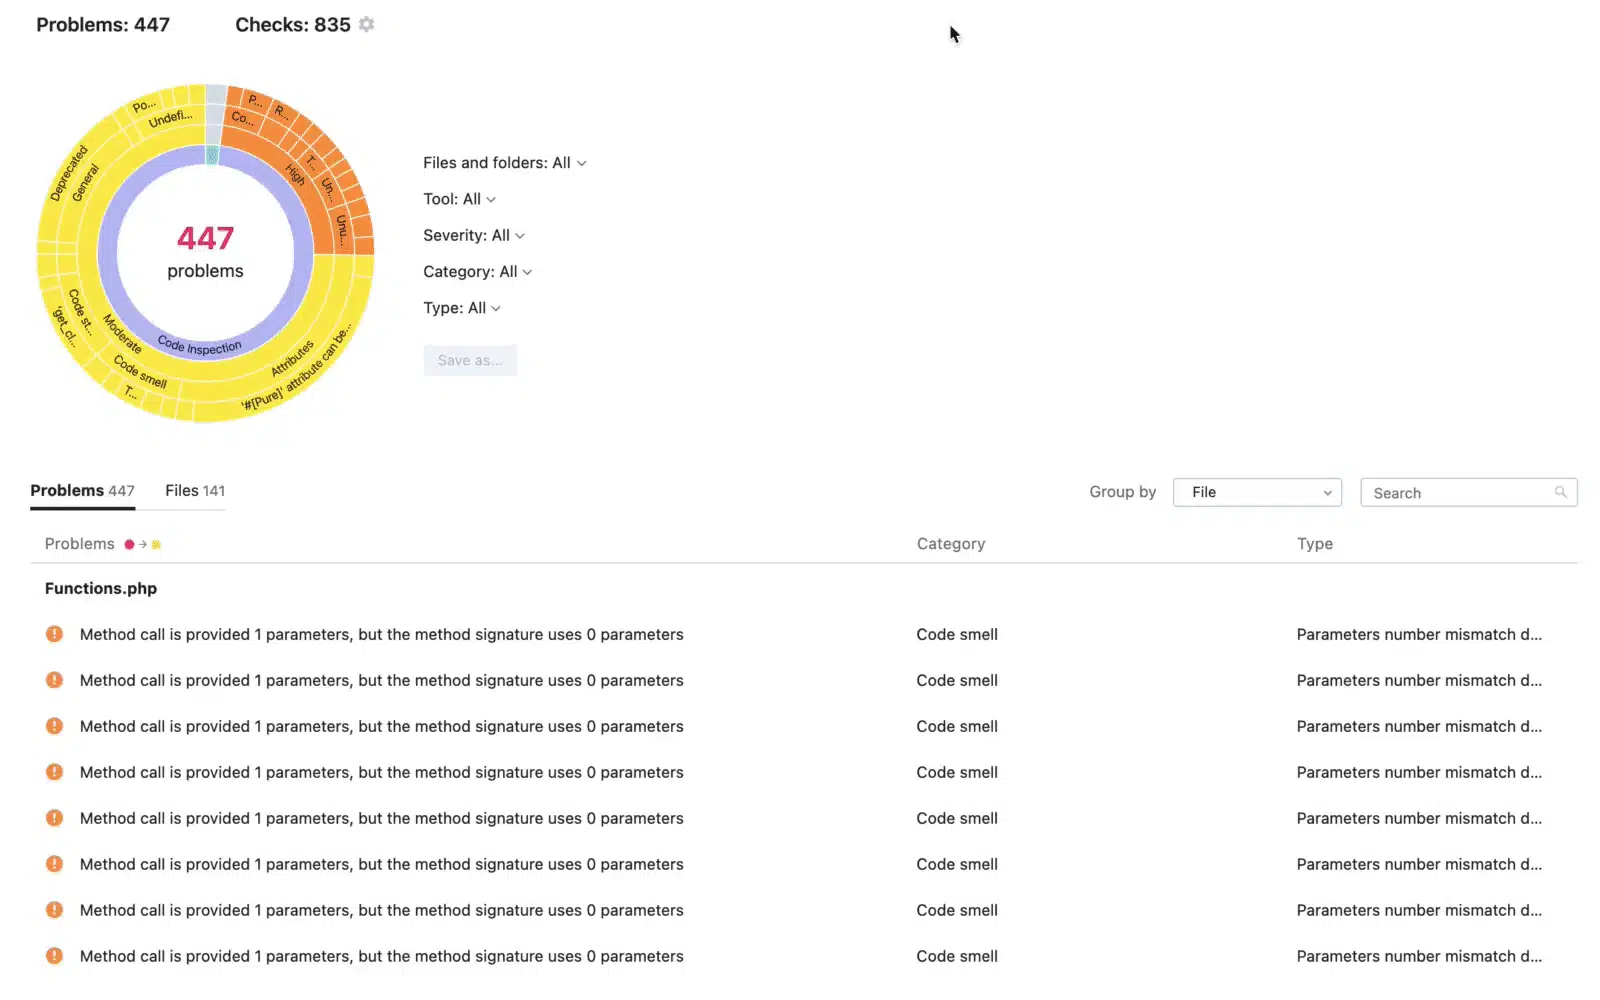 Problems: 447
Checks: 835
Po...
Undefi...
P...
R...
Co...
T...
High
Un...
Unu...
Deprecated
General
447
problems
Code st...
'get_cl...
Moderate
Code Inspection
Code smell
T...
Attributes
'#[Pure]' attribute can be...
Files and folders: All
Tool: All
Severity: All
Category: All
Type: All
Save as...
Problems 447
Files 141
Group by
File
Search
Problems
Category
Type
Functions.php
Method call is provided 1 parameters, but the method signature uses 0 parameters Code smell Parameters number mismatch d...
Method call is provided 1 parameters, but the method signature uses 0 parameters Code smell Parameters number mismatch d...
Method call is provided 1 parameters, but the method signature uses 0 parameters Code smell Parameters number mismatch d...
Method call is provided 1 parameters, but the method signature uses 0 parameters Code smell Parameters number mismatch d...
Method call is provided 1 parameters, but the method signature uses 0 parameters Code smell Parameters number mismatch d...
Method call is provided 1 parameters, but the method signature uses 0 parameters Code smell Parameters number mismatch d...
Method call is provided 1 parameters, but the method signature uses 0 parameters Code smell Parameters number mismatch d...
Method call is provided 1 parameters, but the method signature uses 0 parameters Code smell Parameters number mismatch d...